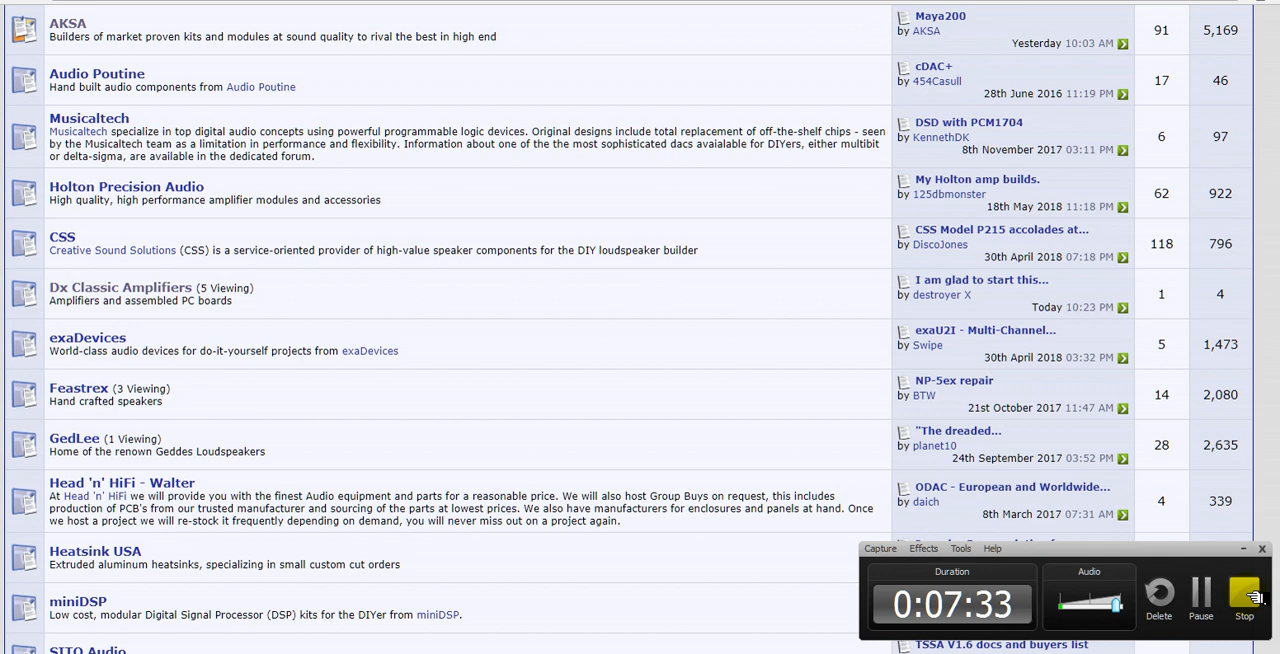 AKSA
Builders of market proven kits and modules at sound quality to rival the best in high end
Maya200
by AKSA
Yesterday 10:03 AM
91
5,169
Audio Poutine
Hand built audio components from Audio Poutine
cDAC+
by 454Casull
28th June 2016 11:19 PM
17
46
Musicaltech
Musicaltech specialize in top digital audio concepts using powerful programmable logic devices. Original designs include total replacement of off-the-shelf chips - seen
by the Musicaltech team as a limitation in performance and flexibility. Information about one of the the most sophisticated dacs avaialable for DIYers, either multibit
or delta-sigma, are available in the dedicated forum.
DSD with PCM1704
by KennethDK
8th November 2017 03:11 PM
6
97
Holton Precision Audio
High quality, high performance amplifier modules and accessories
My Holton amp builds.
by 125dbmonster
18th May 2018 11:18 PM
62
922
CSS
Creative Sound Solutions (CSS) is a service-oriented provider of high-value speaker components for the DIY loudspeaker builder
CSS Model P215 accolades at...
by DiscoJones
30th April 2018 07:18 PM
118
796
Dx Classic Amplifiers (5 Viewing)
Amplifiers and assembled PC boards
I am glad to start this...
by destroyer X
Today 10:23 PM
1
4
exaDevices
World-class audio devices for do-it-yourself projects from exaDevices
exaU2I - Multi-Channel...
by Swipe
30th April 2018 03:32 PM
5
1,473
Feastrex (3 Viewing)
Hand crafted speakers
NP-5ex repair
by BTW
21st October 2017 11:47 AM
14
2,080
GedLee (1 Viewing)
Home of the renown Geddes Loudspeakers
"The dreaded...
by planet10
24th September 2017 03:52 PM
28
2,635
Head 'n' HiFi - Walter
At Head 'n' HiFi we will provide you with the finest Audio equipment and parts for a reasonable price. We will also host Group Buys on request, this includes
production of PCB's from our trusted manufacturer and sourcing of the parts at lowest prices. We also have manufacturers for enclosures and panels at hand. Once
we host a project we will re-stock it frequently depending on demand, you will never miss out on a project again.
ODAC - European and Worldwide...
by daich
8th March 2017 07:31 AM
4
339
Heatsink USA
Extruded aluminum heatsinks, specializing in small custom cut orders
miniDSP
Low cost, modular Digital Signal Processor (DSP) kits for the DIYer from miniDSP.
SITO Audio
TSSA V1.6 docs and buyers list
Capture Effects Tools Help
Duration
0:07:33
Audio
Delete
Pause
Stop